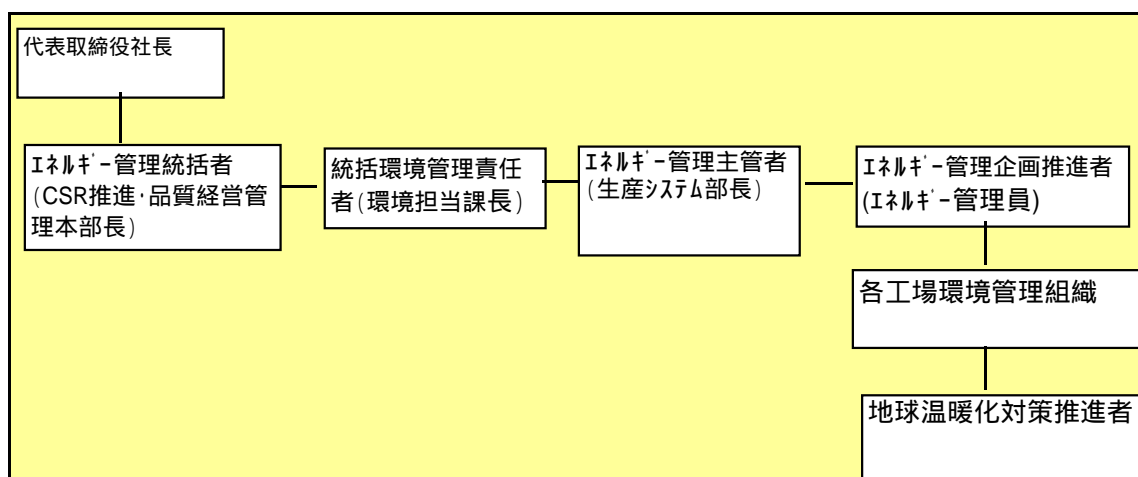 代表取締役社長
ｴﾈﾙｷﾞｰ管理統括者
(CSR推進･品質経営管
理本部長)
統括環境管理責任
者(環境担当課長)
ｴﾈﾙｷﾞｰ管理主管者
(生産ｼｽﾃﾑ部長)
ｴﾈﾙｷﾞｰ管理企画推進者
(ｴﾈﾙｷﾞｰ管理員)
各工場環境管理組織
地球温暖化対策推進者